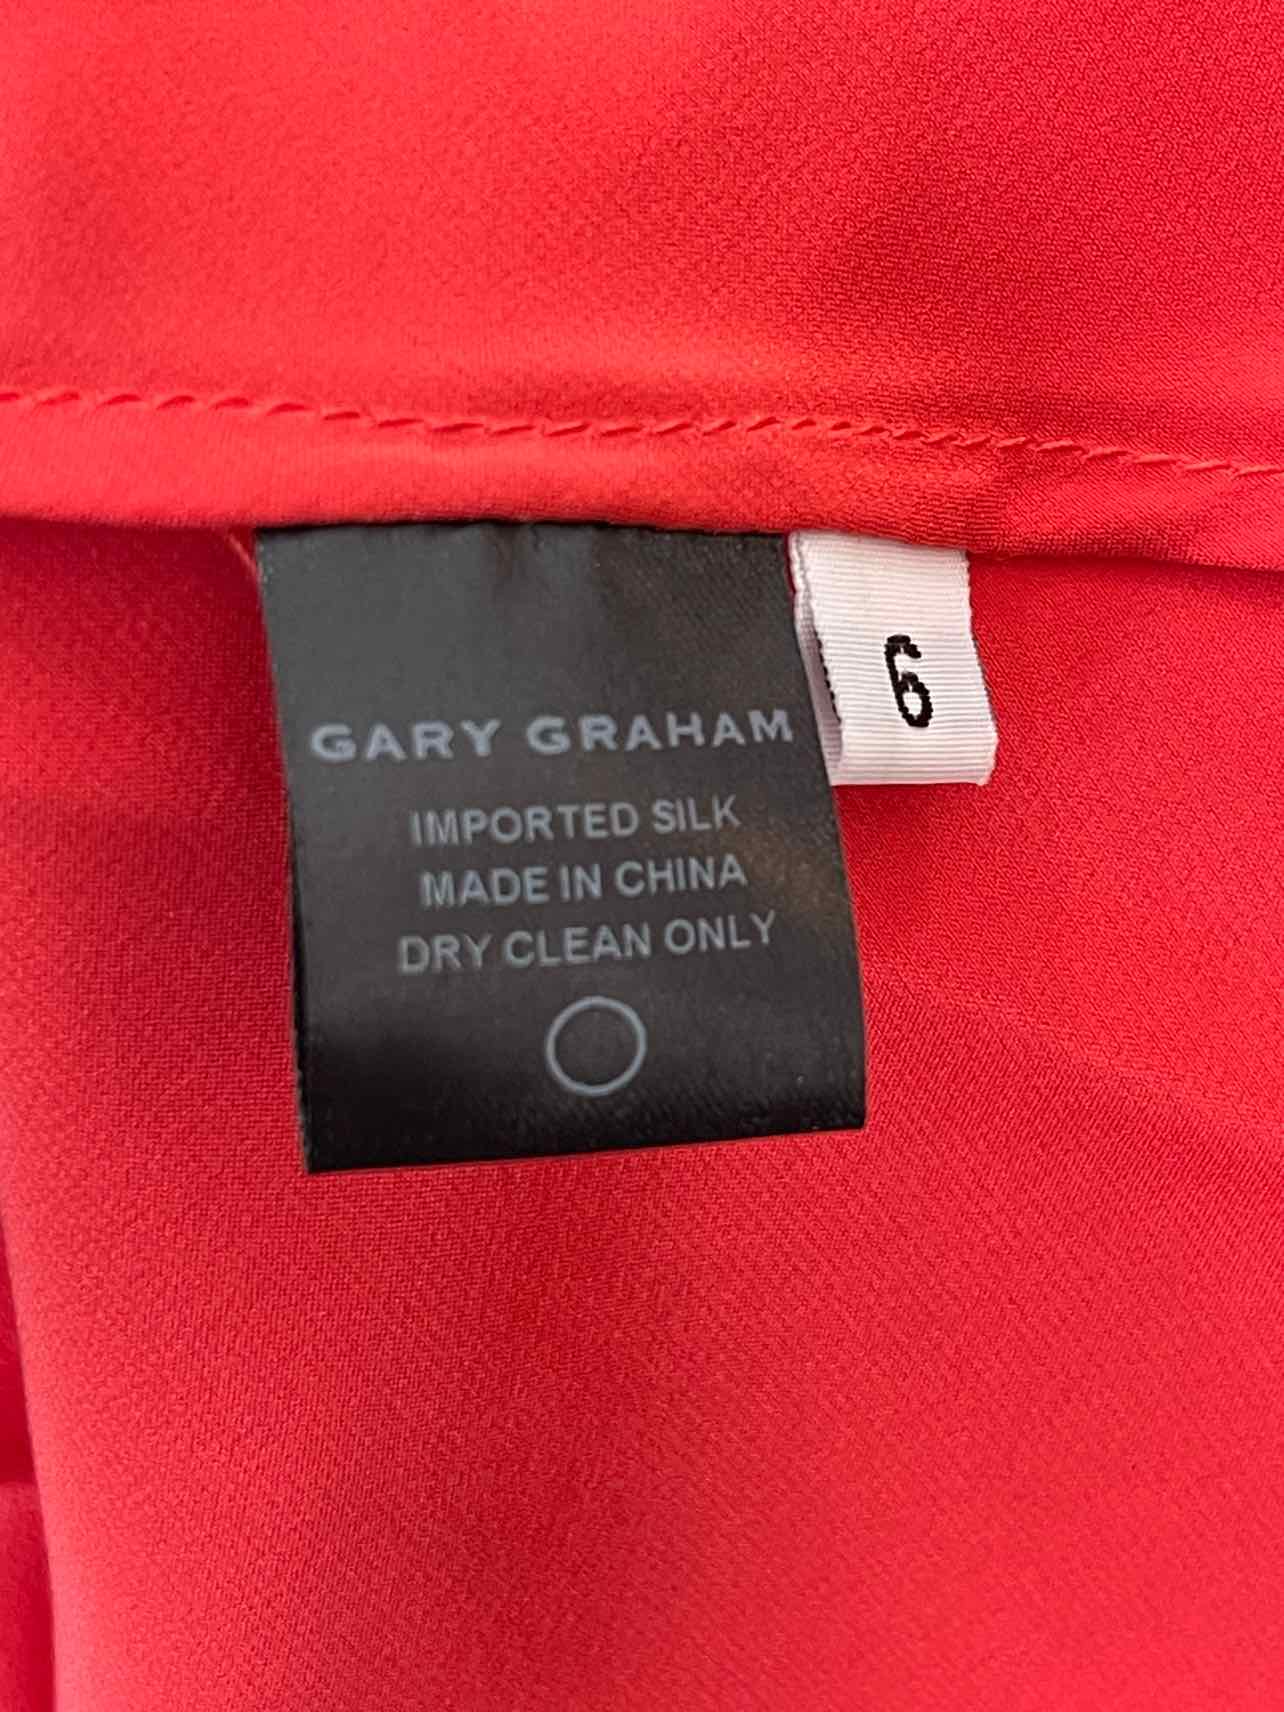 GARY GRAHAM
IMPORTED SILK
MADE IN CHINA
DRY CLEAN ONLY
6